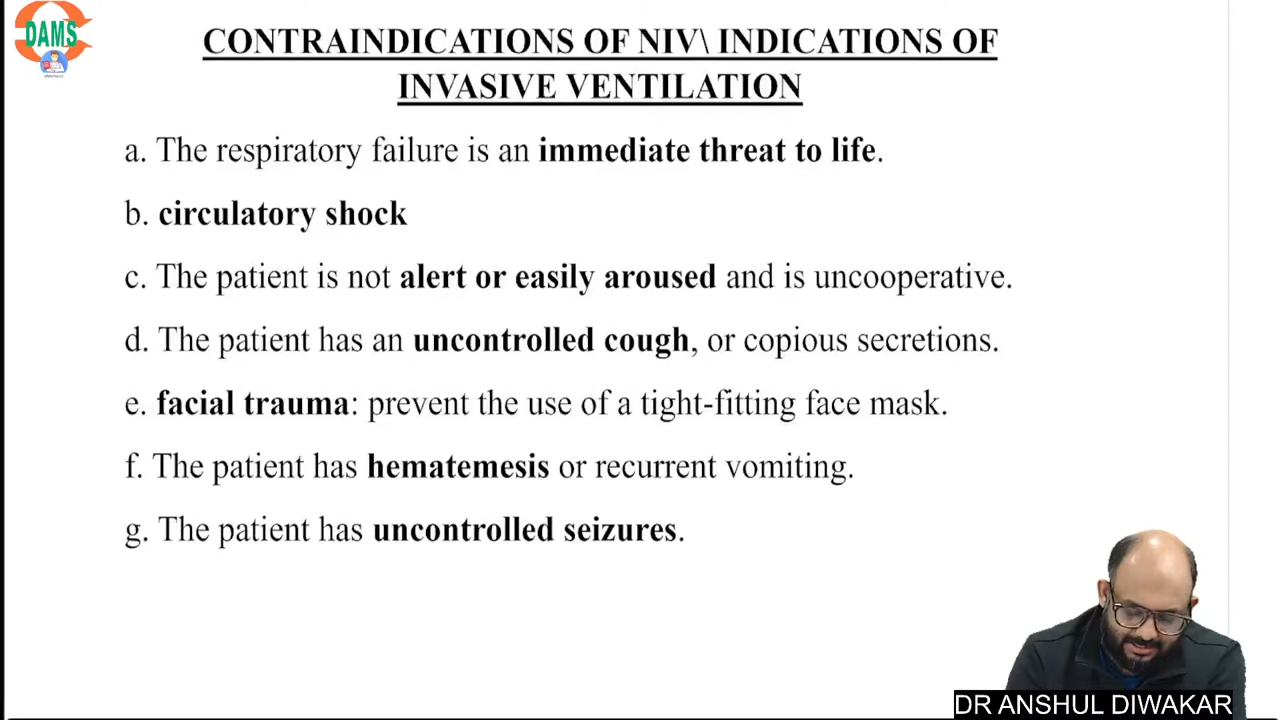 DAMS
CONTRAINDICATIONS OF NIV\ INDICATIONS OF
INVASIVE VENTILATION
a. The respiratory failure is an immediate threat to life.
b. circulatory shock
c. The patient is not alert or easily aroused and is uncooperative.
d. The patient has an uncontrolled cough, or copious secretions.
e. facial trauma: prevent the use of a tight-fitting face mask.
f. The patient has hematemesis or recurrent vomiting.
g. The patient has uncontrolled seizures.
DR ANSHUL DIWAKAR